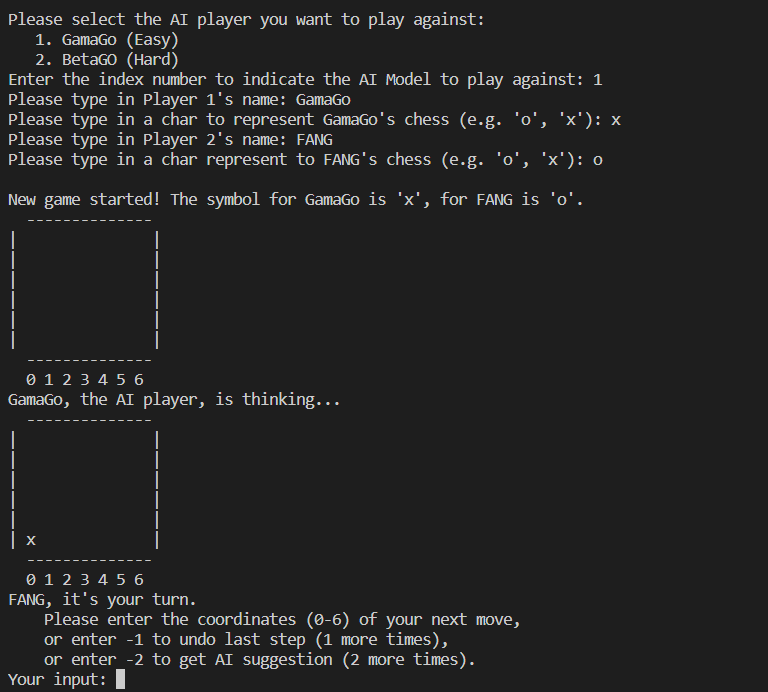 Please select the AI player you want to play against:
   1. GamaGo (Easy)
   2. BetaGO (Hard)
Enter the index number to indicate the AI Model to play against: 1
Please type in Player 1's name: GamaGo
Please type in a char to represent GamaGo's chess (e.g. 'o', 'x'): x
Please type in Player 2's name: FANG
Please type in a char represent to FANG's chess (e.g. 'o', 'x'): o

New game started! The symbol for GamaGo is 'x', for FANG is 'o'.
  --------------
|               |
|               |
|               |
|               |
|               |
|               |
  --------------
  0 1 2 3 4 5 6
GamaGo, the AI player, is thinking...
  --------------
|               |
|               |
|               |
|               |
|               |
| x             |
  --------------
  0 1 2 3 4 5 6
FANG, it's your turn.
    Please enter the coordinates (0-6) of your next move,
    or enter -1 to undo last step (1 more times),
    or enter -2 to get AI suggestion (2 more times).
Your input: